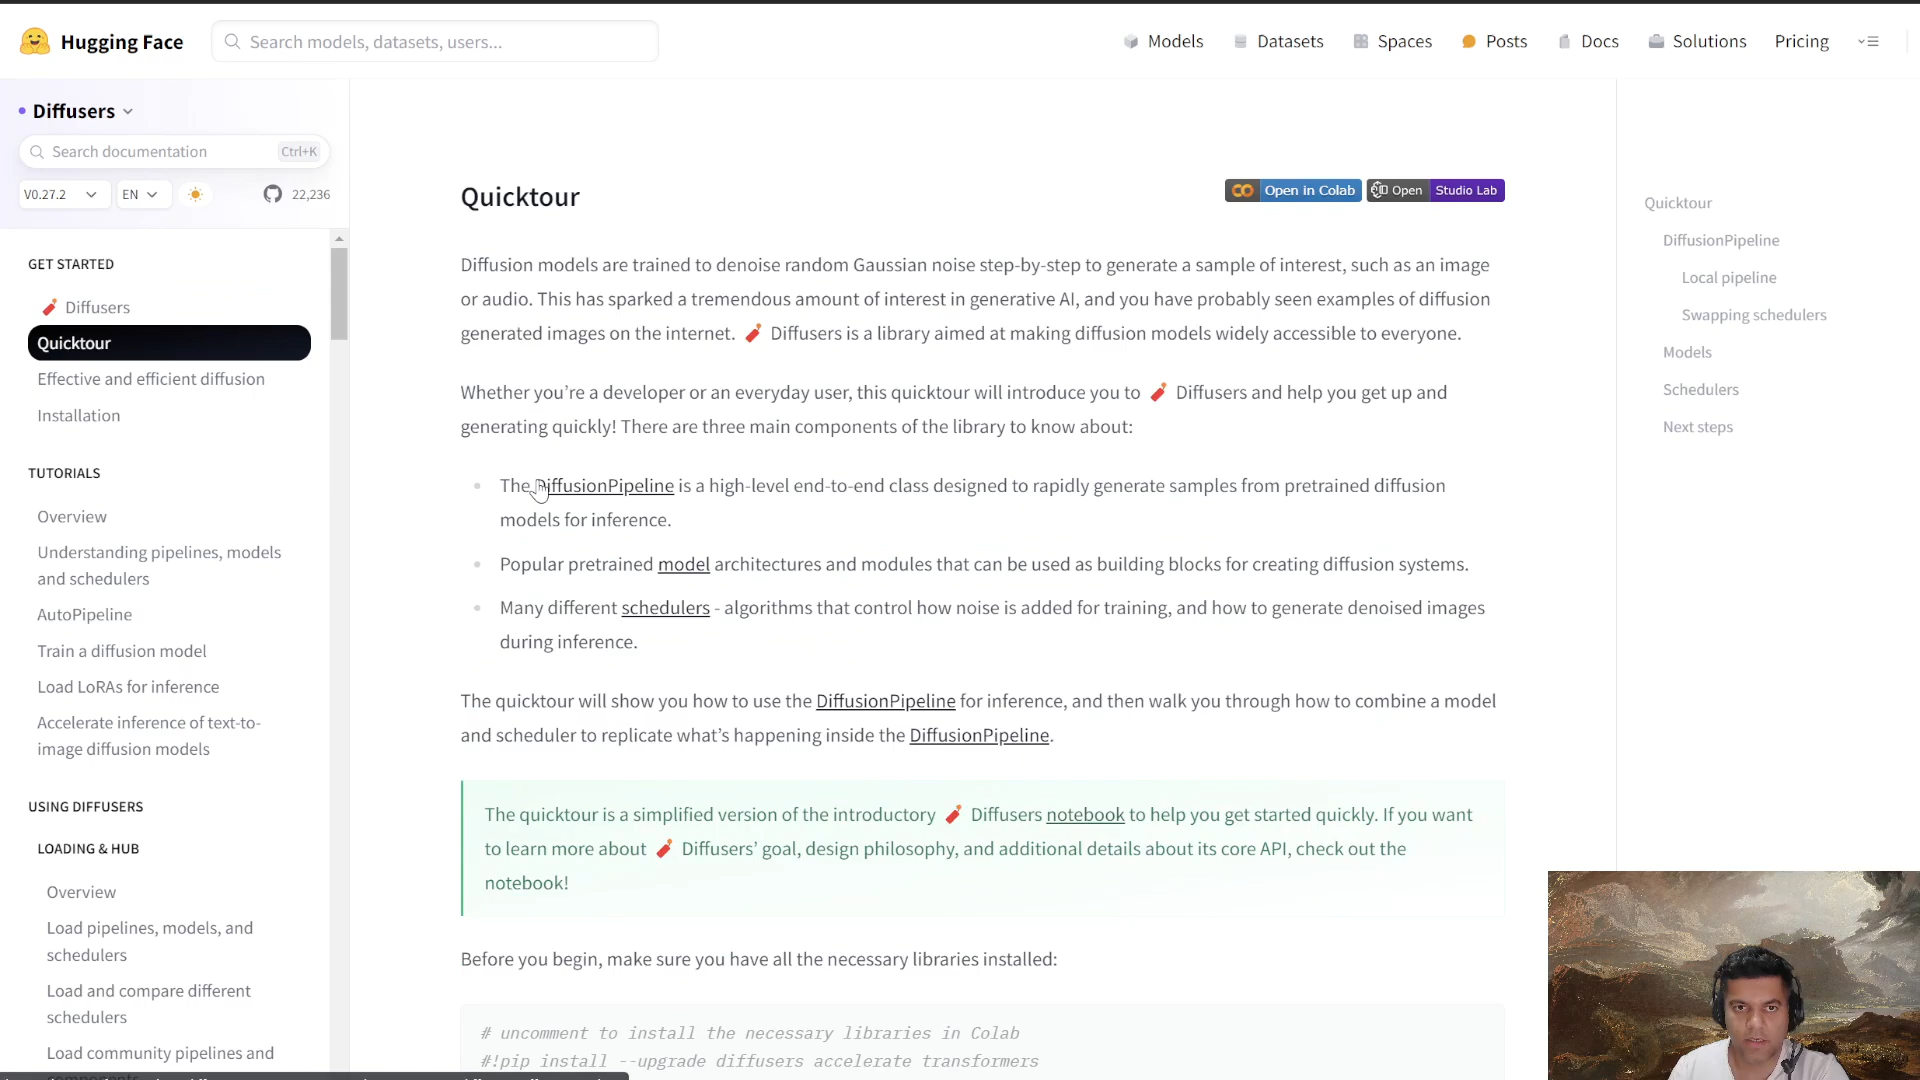 Hugging Face
Search models, datasets, users...
Models
Datasets
Spaces
Posts
Docs
Solutions
Pricing
Diffusers
Search documentation
Ctrl+K
V0.27.2
EN
22,236
GET STARTED
Diffusers
Quicktour
Effective and efficient diffusion
Installation
TUTORIALS
Overview
Understanding pipelines, models
and schedulers
AutoPipeline
Train a diffusion model
Load LoRAs for inference
Accelerate inference of text-to-
image diffusion models
USING DIFFUSERS
LOADING & HUB
Overview
Load pipelines, models, and
schedulers
Load and compare different
schedulers
Load community pipelines and
Quicktour
Open in Colab
Open Studio Lab
Diffusion models are trained to denoise random Gaussian noise step-by-step to generate a sample of interest, such as an image
or audio. This has sparked a tremendous amount of interest in generative AI, and you have probably seen examples of diffusion
generated images on the internet. 🧨 Diffusers is a library aimed at making diffusion models widely accessible to everyone.
Whether you’re a developer or an everyday user, this quicktour will introduce you to 🧨 Diffusers and help you get up and
generating quickly! There are three main components of the library to know about:
The DiffusionPipeline is a high-level end-to-end class designed to rapidly generate samples from pretrained diffusion
models for inference.
Popular pretrained model architectures and modules that can be used as building blocks for creating diffusion systems.
Many different schedulers - algorithms that control how noise is added for training, and how to generate denoised images
during inference.
The quicktour will show you how to use the DiffusionPipeline for inference, and then walk you through how to combine a model
and scheduler to replicate what’s happening inside the DiffusionPipeline.
The quicktour is a simplified version of the introductory 🧨 Diffusers notebook to help you get started quickly. If you want
to learn more about 🧨 Diffusers’ goal, design philosophy, and additional details about its core API, check out the
notebook!
Before you begin, make sure you have all the necessary libraries installed:
# uncomment to install the necessary libraries in Colab
#!pip install --upgrade diffusers accelerate transformers
Quicktour
DiffusionPipeline
Local pipeline
Swapping schedulers
Models
Schedulers
Next steps